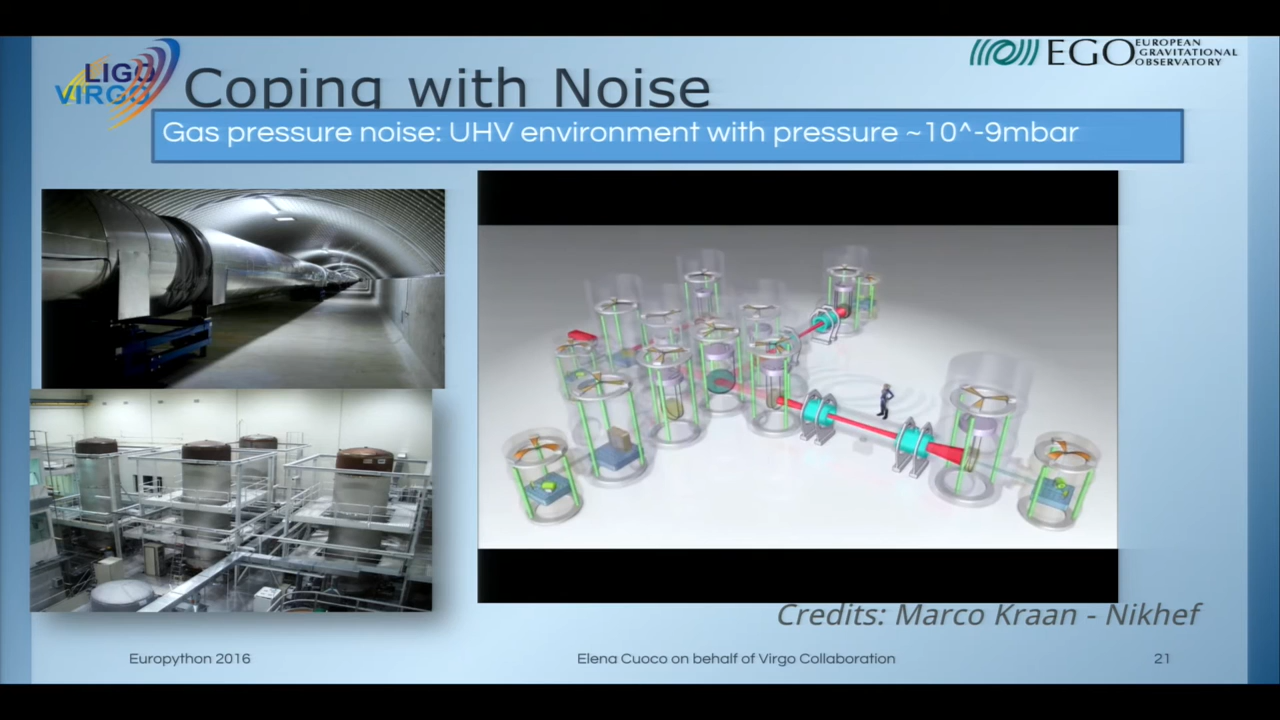 LIGO
VIRGO
EGO
EUROPEAN
GRAVITATIONAL
OBSERVATORY
Coping with Noise
Gas pressure noise: UHV environment with pressure ~10^-9mbar
Credits: Marco Kraan - Nikhef
Europython 2016
Elena Cuoco on behalf of Virgo Collaboration
21